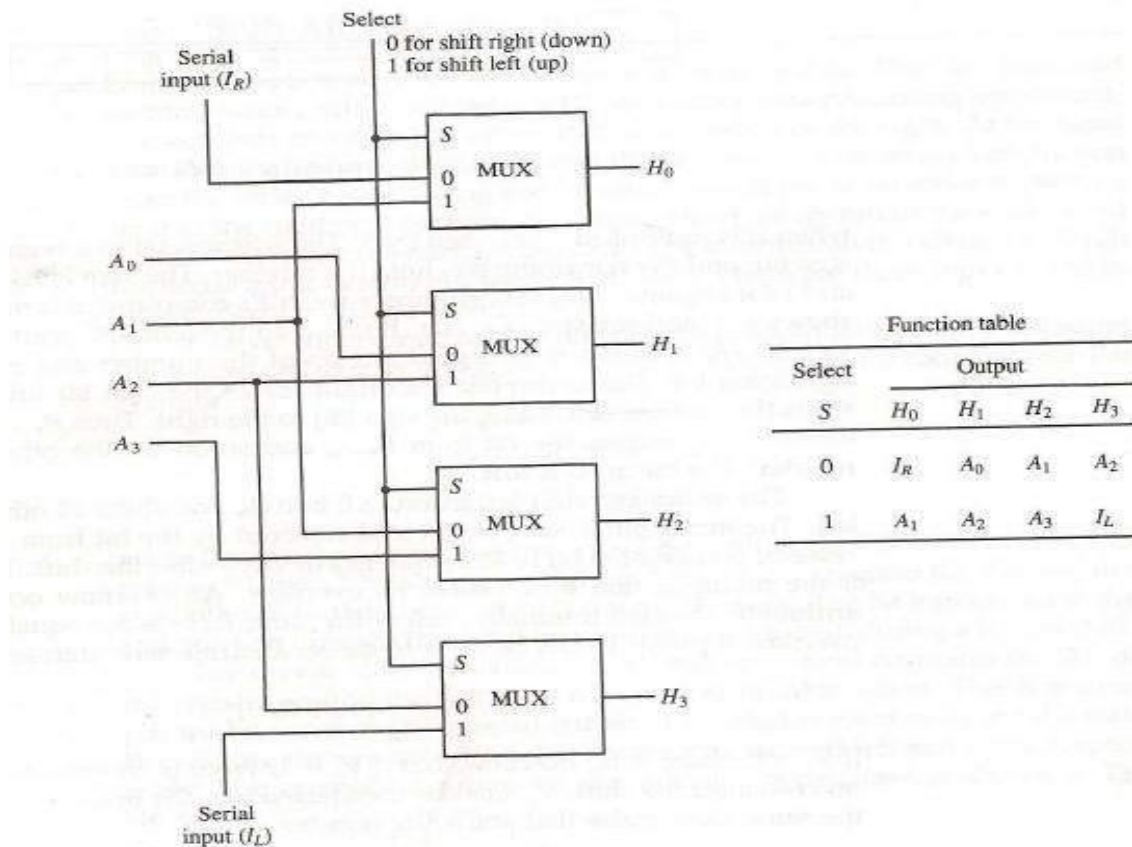 Select
0 for shift right (down)
1 for shift left (up)
Serial
input (I_R)
S
0
1
MUX
H_0
A_0
A_1
A_2
A_3
S
0
1
MUX
H_1
S
0
1
MUX
H_2
S
0
1
MUX
H_3
Serial
input (I_L)
Function table
Select Output
S H_0 H_1 H_2 H_3
0 I_R A_0 A_1 A_2
1 A_1 A_2 A_3 I_L